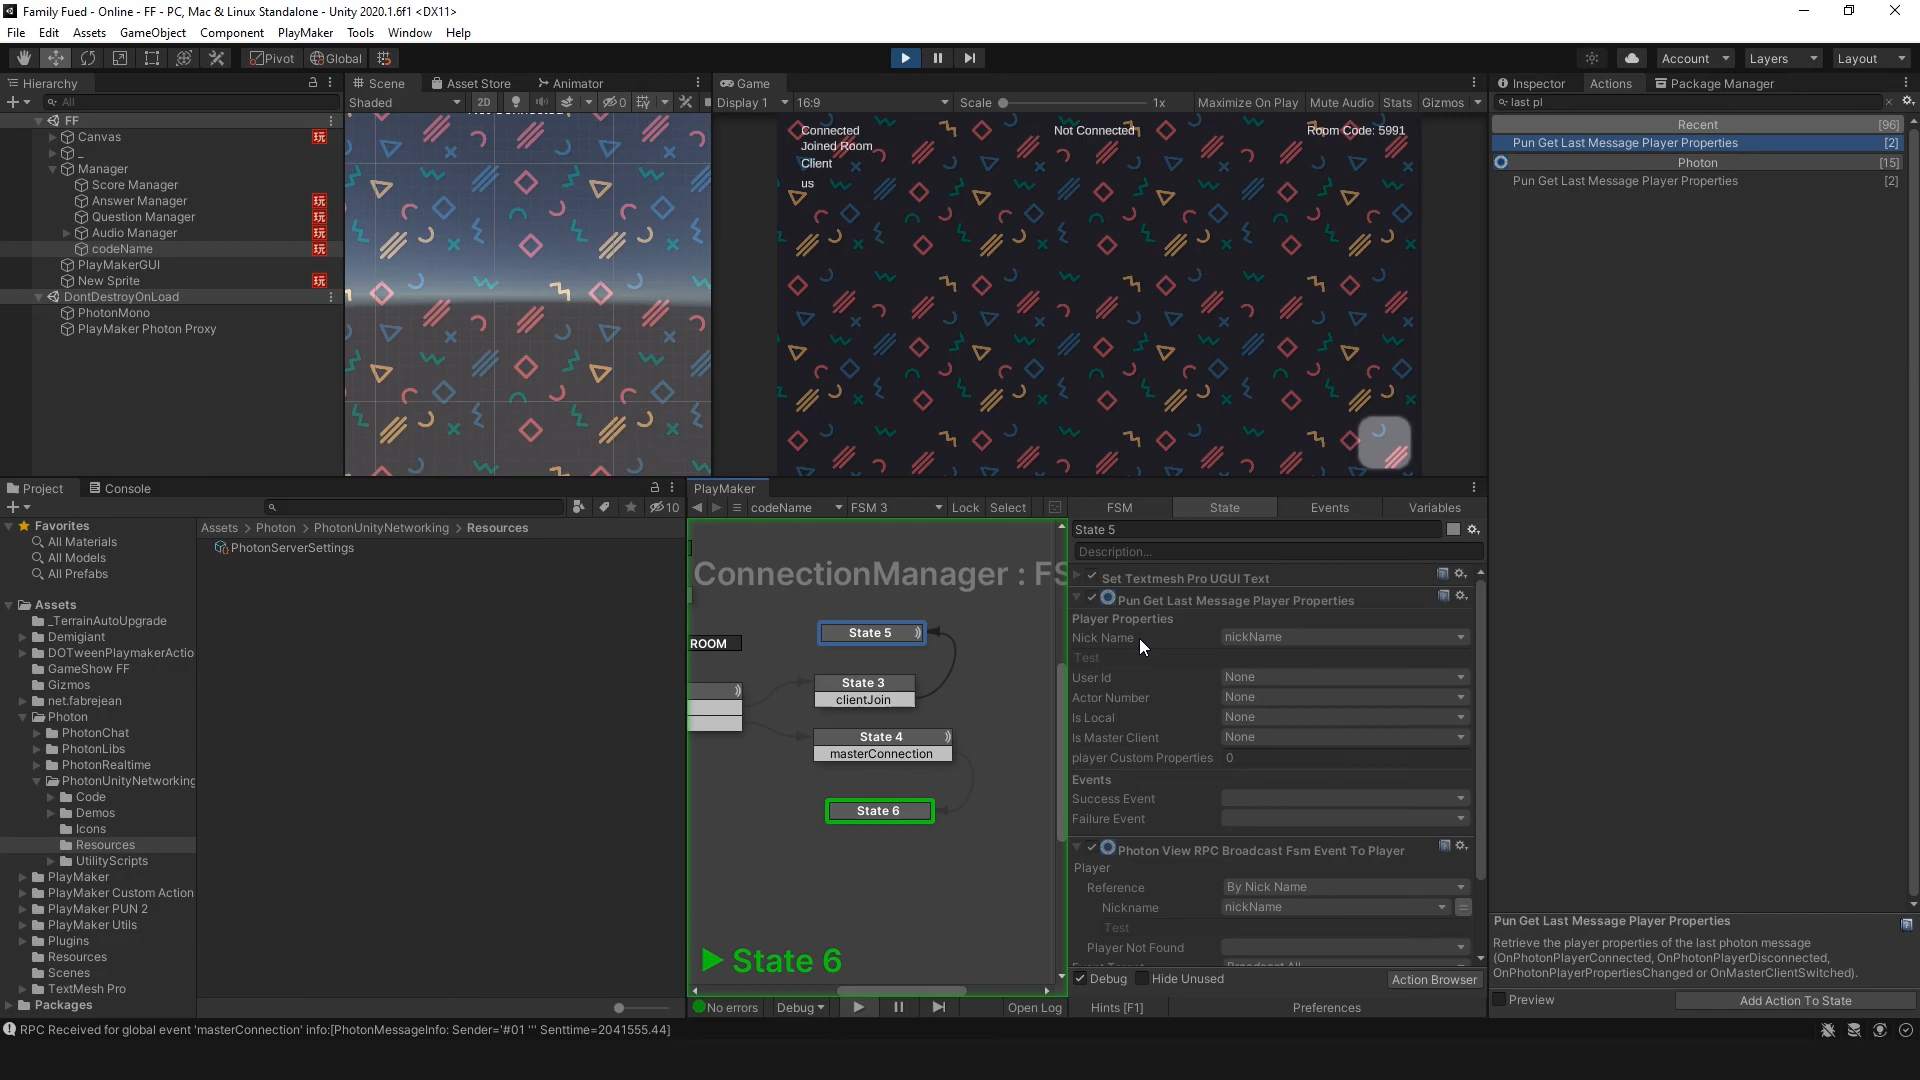 Family Fued - Online - FF - PC, Mac & Linux Standalone - Unity 2020.1.6f1 <DX11>
File Edit Assets GameObject Component PlayMaker Tools Window Help
Pivot Global Account Layers Layout
Hierarchy
All
FF
Canvas 玩
_
Manager
Score Manager
Answer Manager 玩
Question Manager 玩
Audio Manager 玩
codeName 玩
PlayMakerGUI
New Sprite 玩
DontDestroyOnLoad
PhotonMono
PlayMaker Photon Proxy
Scene Asset Store Animator
Shaded 2D 0
Game
Display 1 16:9 Scale 1x Maximize On Play Mute Audio Stats Gizmos
Connected Not Connected Room Code: 5991
Joined Room
Client
us
Inspector Actions Package Manager
last pl
Recent [96]
Pun Get Last Message Player Properties [2]
Photon [15]
Pun Get Last Message Player Properties [2]
Project Console
10
Favorites
All Materials
All Models
All Prefabs
Assets
_TerrainAutoUpgrade
Demigiant
DOTweenPlaymakerActio
GameShow FF
Gizmos
net.fabrejean
Photon
PhotonChat
PhotonLibs
PhotonRealtime
PhotonUnityNetworking
Code
Demos
Icons
Resources
UtilityScripts
PlayMaker
PlayMaker Custom Action
PlayMaker PUN 2
PlayMaker Utils
Plugins
Resources
Scenes
TextMesh Pro
Packages
Assets > Photon > PhotonUnityNetworking > Resources
PhotonServerSettings
PlayMaker
codeName FSM 3 Lock Select
ConnectionManager : FS
ROOM
State 5
State 3
clientJoin
State 4
masterConnection
State 6
State 6
No errors Debug Open Log
FSM State Events Variables
State 5
Description...
Set Textmesh Pro UGUI Text
Pun Get Last Message Player Properties
Player Properties
Nick Name nickName
Test
User Id None
Actor Number None
Is Local None
Is Master Client None
player Custom Properties 0
Events
Success Event
Failure Event
Photon View RPC Broadcast Fsm Event To Player
Player
Reference By Nick Name
Nickname nickName
Test
Player Not Found
Event Target Broadcast All
Debug Hide Unused Action Browser
Hints [F1] Preferences
Pun Get Last Message Player Properties
Retrieve the player properties of the last photon message
(OnPhotonPlayerConnected, OnPhotonPlayerDisconnected,
OnPhotonPlayerPropertiesChanged or OnMasterClientSwitched).
Preview Add Action To State
RPC Received for global event 'masterConnection' info:[PhotonMessageInfo: Sender='#01 ''' Senttime=2041555.44]